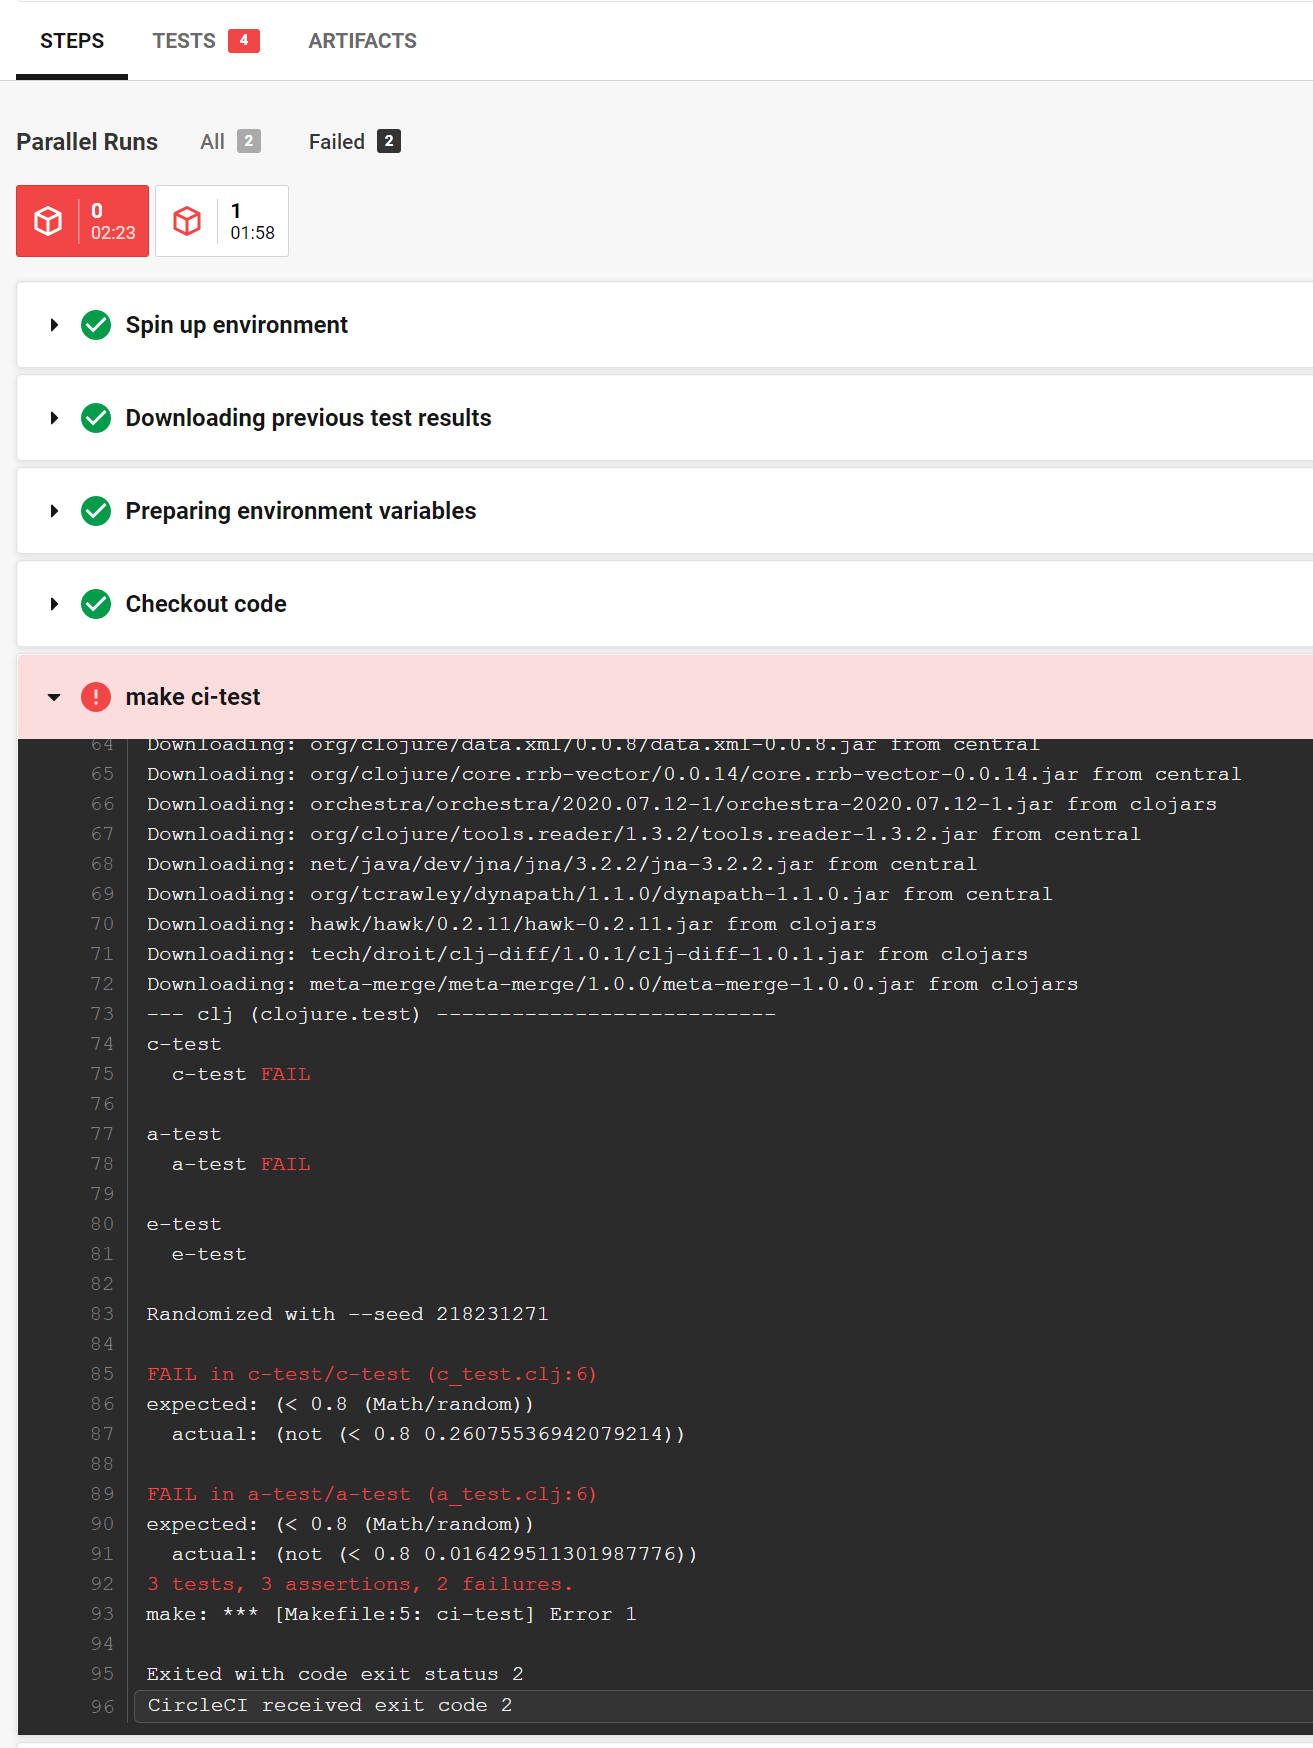 STEPS TESTS 4 ARTIFACTS
Parallel Runs All 2 Failed 2
0
02:23
1
01:58
Spin up environment
Downloading previous test results
Preparing environment variables
Checkout code
make ci-test
64 Downloading: org/clojure/data.xml/0.0.8/data.xml-0.0.8.jar from central
65 Downloading: org/clojure/core.rrb-vector/0.0.14/core.rrb-vector-0.0.14.jar from central
66 Downloading: orchestra/orchestra/2020.07.12-1/orchestra-2020.07.12-1.jar from clojars
67 Downloading: org/clojure/tools.reader/1.3.2/tools.reader-1.3.2.jar from central
68 Downloading: net/java/dev/jna/jna/3.2.2/jna-3.2.2.jar from central
69 Downloading: org/tcrawley/dynapath/1.1.0/dynapath-1.1.0.jar from central
70 Downloading: hawk/hawk/0.2.11/hawk-0.2.11.jar from clojars
71 Downloading: tech/droit/clj-diff/1.0.1/clj-diff-1.0.1.jar from clojars
72 Downloading: meta-merge/meta-merge/1.0.0/meta-merge-1.0.0.jar from clojars
73 --- clj (clojure.test) ---------------------------
74 c-test
75   c-test FAIL
76
77 a-test
78   a-test FAIL
79
80 e-test
81   e-test
82
83 Randomized with --seed 218231271
84
85 FAIL in c-test/c-test (c_test.clj:6)
86 expected: (< 0.8 (Math/random))
87   actual: (not (< 0.8 0.26075536942079214))
88
89 FAIL in a-test/a-test (a_test.clj:6)
90 expected: (< 0.8 (Math/random))
91   actual: (not (< 0.8 0.016429511301987776))
92 3 tests, 3 assertions, 2 failures.
93 make: *** [Makefile:5: ci-test] Error 1
94
95 Exited with code exit status 2
96 CircleCI received exit code 2